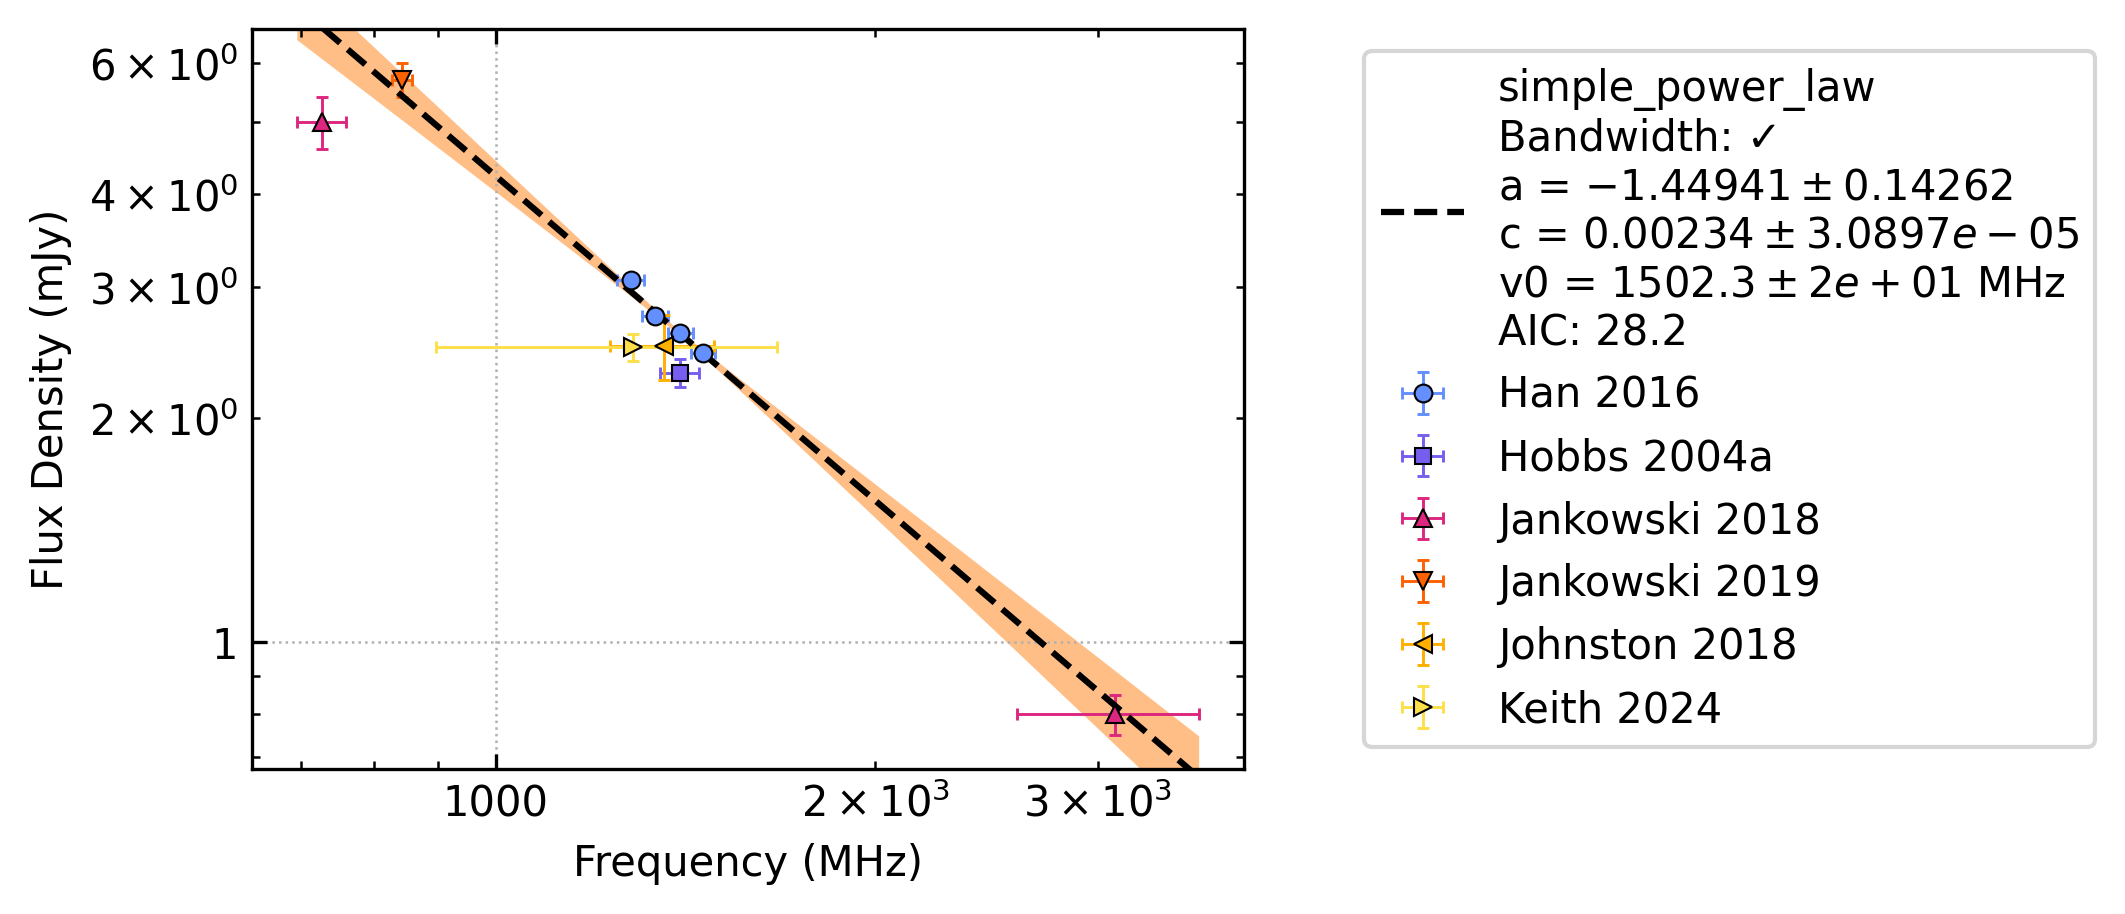 6 × 10⁰
4 × 10⁰
3 × 10⁰
2 × 10⁰
1
Flux Density (mJy)
1000
2 × 10³
3 × 10³
Frequency (MHz)
simple_power_law
Bandwidth: ✓
a = −1.44941 ± 0.14262
c = 0.00234 ± 3.0897e − 05
v0 = 1502.3 ± 2e + 01 MHz
AIC: 28.2
Han 2016
Hobbs 2004a
Jankowski 2018
Jankowski 2019
Johnston 2018
Keith 2024